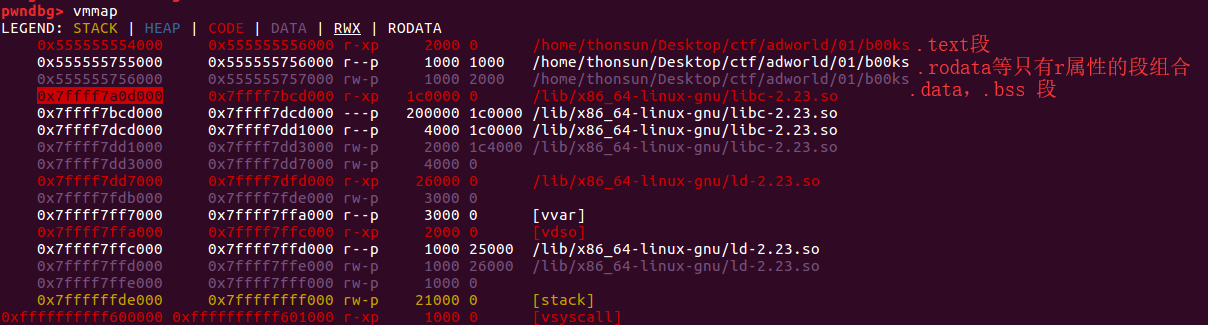 pwndbg> vmmap
LEGEND: STACK | HEAP | CODE | DATA | RWX | RODATA
0x555555554000 0x555555556000 r-xp 2000 0 /home/thonsun/Desktop/ctf/adworld/01/b00ks .text段
0x555555755000 0x555555756000 r--p 1000 1000 /home/thonsun/Desktop/ctf/adworld/01/b00ks .rodata等只有r属性的段组合
0x555555756000 0x555555757000 rw-p 1000 2000 /home/thonsun/Desktop/ctf/adworld/01/b00ks .data，.bss 段
0x7ffff7a0d000 0x7ffff7bcd000 r-xp 1c0000 0 /lib/x86_64-linux-gnu/libc-2.23.so
0x7ffff7bcd000 0x7ffff7dcd000 ---p 200000 1c0000 /lib/x86_64-linux-gnu/libc-2.23.so
0x7ffff7dcd000 0x7ffff7dd1000 r--p 4000 1c0000 /lib/x86_64-linux-gnu/libc-2.23.so
0x7ffff7dd1000 0x7ffff7dd3000 rw-p 2000 1c4000 /lib/x86_64-linux-gnu/libc-2.23.so
0x7ffff7dd3000 0x7ffff7dd7000 rw-p 4000 0
0x7ffff7dd7000 0x7ffff7dfd000 r-xp 26000 0 /lib/x86_64-linux-gnu/ld-2.23.so
0x7ffff7fdb000 0x7ffff7fde000 rw-p 3000 0
0x7ffff7ff7000 0x7ffff7ffa000 r--p 3000 0 [vvar]
0x7ffff7ffa000 0x7ffff7ffc000 r-xp 2000 0 [vdso]
0x7ffff7ffc000 0x7ffff7ffd000 r--p 1000 25000 /lib/x86_64-linux-gnu/ld-2.23.so
0x7ffff7ffd000 0x7ffff7ffe000 rw-p 1000 26000 /lib/x86_64-linux-gnu/ld-2.23.so
0x7ffff7ffe000 0x7ffff7fff000 rw-p 1000 0
0x7ffffffde000 0x7ffffffff000 rw-p 21000 0 [stack]
0xffffffffff600000 0xffffffffff601000 r-xp 1000 0 [vsyscall]